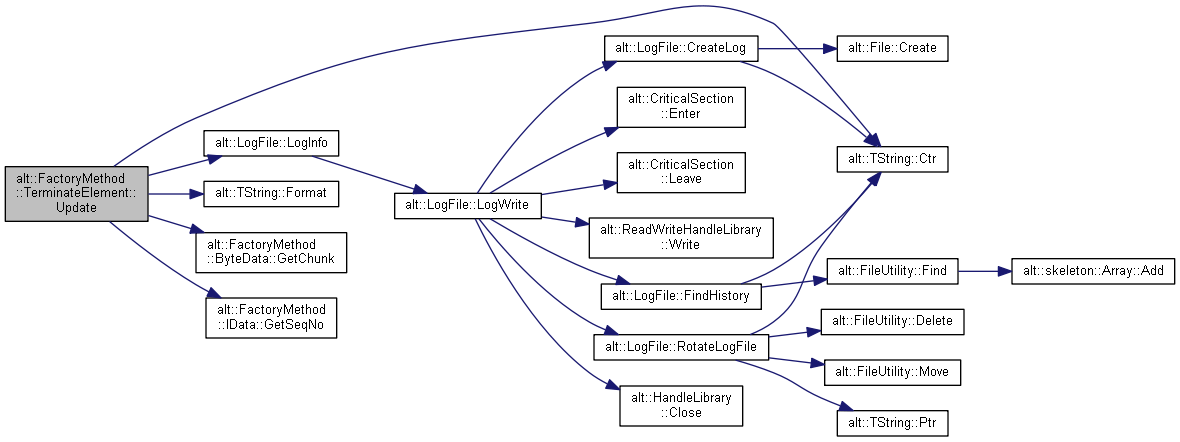 alt::FactoryMethod
::TerminateElement::
Update
alt::LogFile::LogInfo
alt::TString::Format
alt::FactoryMethod
::ByteData::GetChunk
alt::FactoryMethod
::IData::GetSeqNo
alt::LogFile::LogWrite
alt::LogFile::CreateLog
alt::CriticalSection
::Enter
alt::CriticalSection
::Leave
alt::ReadWriteHandleLibrary
::Write
alt::LogFile::FindHistory
alt::LogFile::RotateLogFile
alt::HandleLibrary
::Close
alt::File::Create
alt::TString::Ctr
alt::FileUtility::Find
alt::FileUtility::Delete
alt::FileUtility::Move
alt::TString::Ptr
alt::skeleton::Array::Add